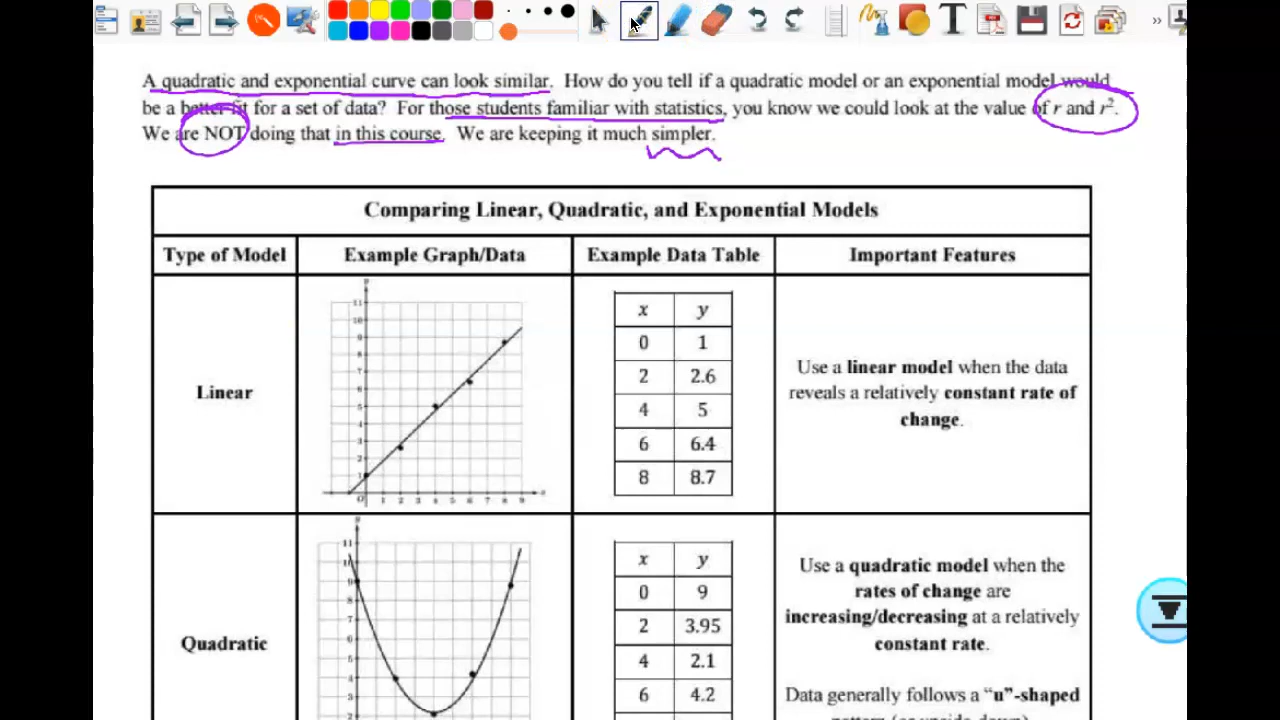 A quadratic and exponential curve can look similar. How do you tell if a quadratic model or an exponential model would
be a better fit for a set of data? For those students familiar with statistics, you know we could look at the value of r and r².
We are NOT doing that in this course. We are keeping it much simpler.
Comparing Linear, Quadratic, and Exponential Models
Type of Model Example Graph/Data Example Data Table Important Features
Linear
x y
0 1
2 2.6
4 5
6 6.4
8 8.7
Use a linear model when the data
reveals a relatively constant rate of
change.
Quadratic
x y
0 9
2 3.95
4 2.1
6 4.2
Use a quadratic model when the
rates of change are
increasing/decreasing at a relatively
constant rate.
Data generally follows a “u”-shaped